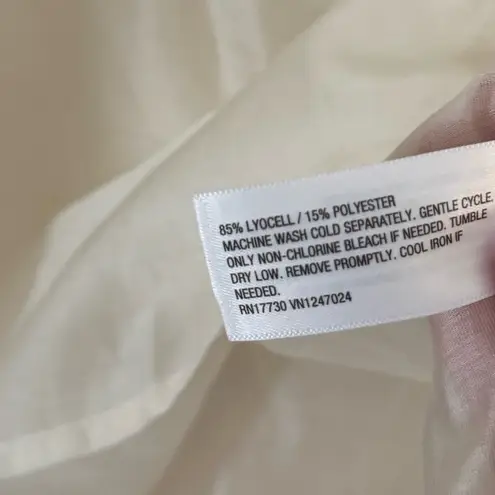 85% LYOCELL / 15% POLYESTER
MACHINE WASH COLD SEPARATELY. GENTLE CYCLE.
ONLY NON-CHLORINE BLEACH IF NEEDED. TUMBLE
DRY LOW. REMOVE PROMPTLY. COOL IRON IF
NEEDED.
RN17730 VN1247024